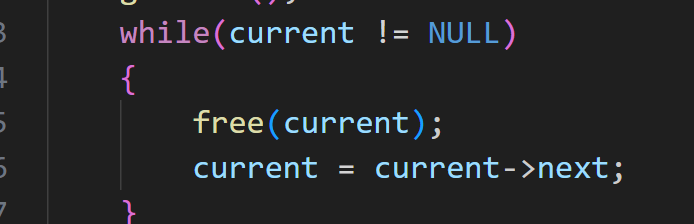 while(current != NULL)
{
free(current);
current = current->next;
}